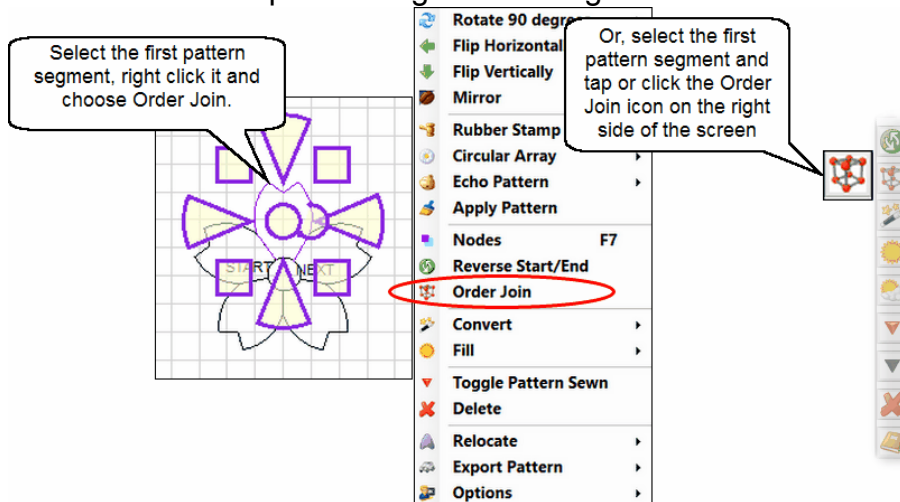 Rotate 90
Select the first pattern
segment, right click it and
choose Order Join.
Or, select the first
pattern segment and
tap or click the Order
Join icon on the right
side of the screen
START
NEXT
Flip Horizontal
Flip Vertically
Mirror
Rubber Stamp
Circular Array
Echo Pattern
Apply Pattern
Nodes F7
Reverse Start/End
Order Join
Convert
Fill
Toggle Pattern Sewn
Delete
Relocate
Export Pattern
Options